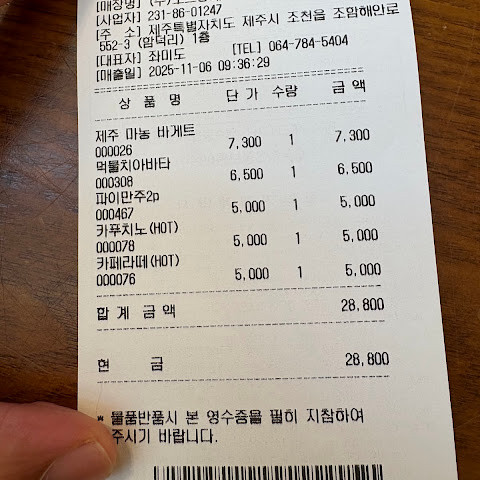 [매장명]
[사업자] 231-86-01247
[주 소] 제주특별자치도 제주시 조천읍 조함해안로
552-3 (함덕리) 1층
[대표자] 좌미도 [TEL] 064-784-5404
[매출일] 2025-11-06 09:36:29
상 품 명 단 가 수량 금 액
제주 마농 바게트
000026 7,300 1 7,300
먹물치아바타
000308 6,500 1 6,500
파이만주2p
000467 5,000 1 5,000
카푸치노(HOT)
000078 5,000 1 5,000
카페라떼(HOT)
000076 5,000 1 5,000
합 계 금 액 28,800
현 금 28,800
* 물품반품시 본 영수증을 필히 지참하여
주시기 바랍니다.